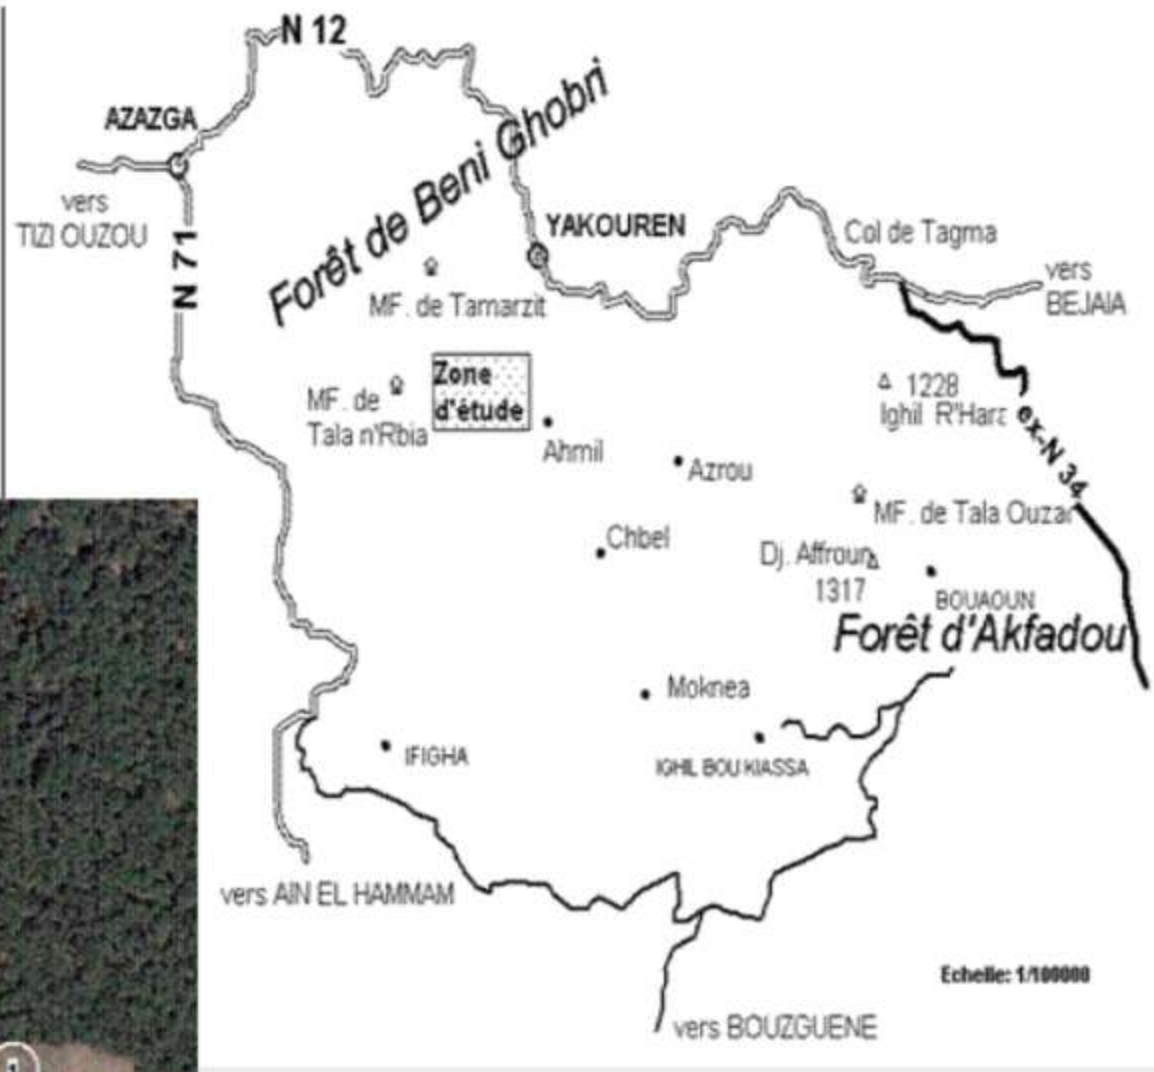 N 12
AZAZGA
vers
TIZI OUZOU
N 71
Forêt de Beni Ghobri
YAKOUREN
Col de Tagma
vers
BEJAIA
MF. de Tamarzit
Zone
d'étude
MF. de
Tala n'Rbia
Ahmil
Azrou
1228
Ighil R'Hara
ex-N 34
MF. de Tala Ouzar
Chbel
Dj. Affroun
1317
BOUAOUN
Forêt d'Akfadou
Moknea
IFIGHA
IGHIL BOU KIASSA
vers AIN EL HAMMAM
Echelle: 1/100000
vers BOUZGUENE
1